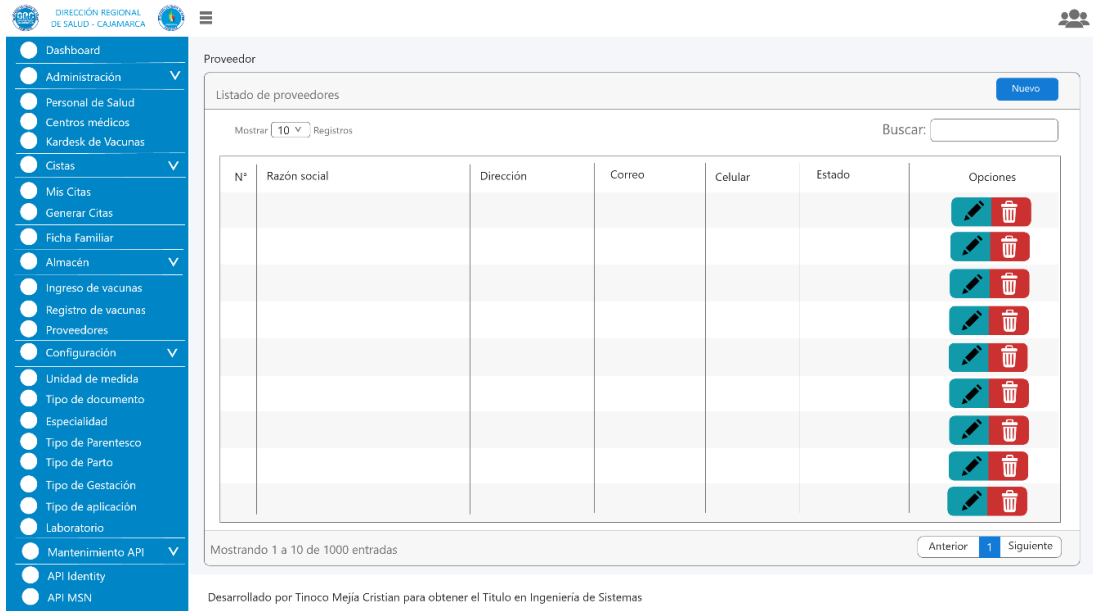 DIRECCIÓN REGIONAL
DE SALUD - CAJAMARCA
Dashboard
Administración
Personal de Salud
Centros médicos
Kardesk de Vacunas
Cistas
Mis Citas
Generar Citas
Ficha Familiar
Almacén
Ingreso de vacunas
Registro de vacunas
Proveedores
Configuración
Unidad de medida
Tipo de documento
Especialidad
Tipo de Parentesco
Tipo de Parto
Tipo de Gestación
Tipo de aplicación
Laboratorio
Mantenimiento API
API Identity
API MSN
Proveedor
Listado de proveedores
Nuevo
Mostrar 10 Registros
Buscar:
N° Razón social Dirección Correo Celular Estado Opciones
Mostrando 1 a 10 de 1000 entradas
Anterior 1 Siguiente
Desarrollado por Tinoco Mejía Cristian para obtener el Titulo en Ingeniería de Sistemas